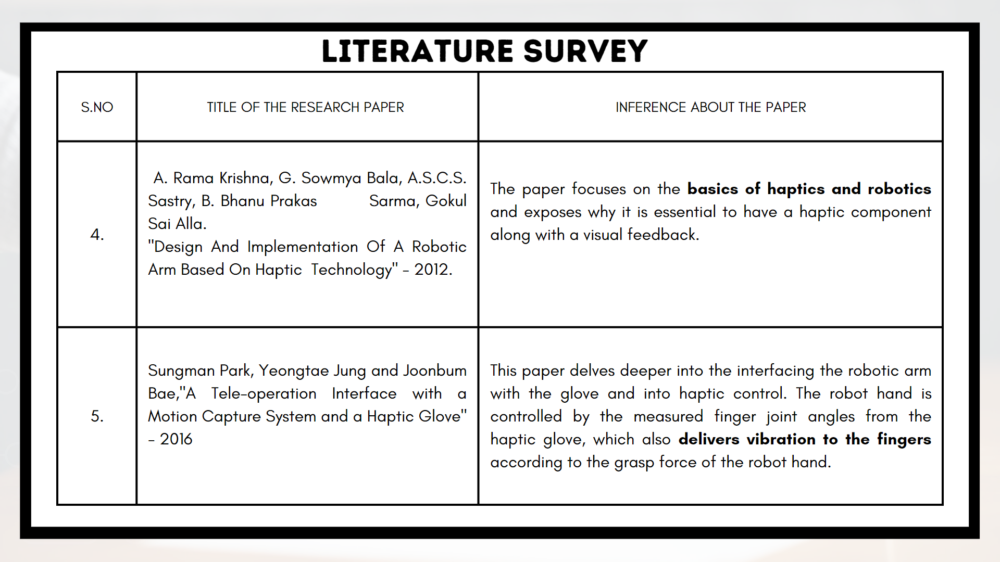 LITERATURE SURVEY
S.NO
TITLE OF THE RESEARCH PAPER
INFERENCE ABOUT THE PAPER
4.
A. Rama Krishna, G. Sowmya Bala, A.S.C.S.
Sastry, B. Bhanu Prakas Sarma, Gokul
Sai Alla.
"Design And Implementation Of A Robotic
Arm Based On Haptic Technology" - 2012.
The paper focuses on the basics of haptics and robotics
and exposes why it is essential to have a haptic component
along with a visual feedback.
5.
Sungman Park, Yeongtae Jung and Joonbum
Bae,"A Tele-operation Interface with a
Motion Capture System and a Haptic Glove"
- 2016
This paper delves deeper into the interfacing the robotic arm
with the glove and into haptic control. The robot hand is
controlled by the measured finger joint angles from the
haptic glove, which also delivers vibration to the fingers
according to the grasp force of the robot hand.